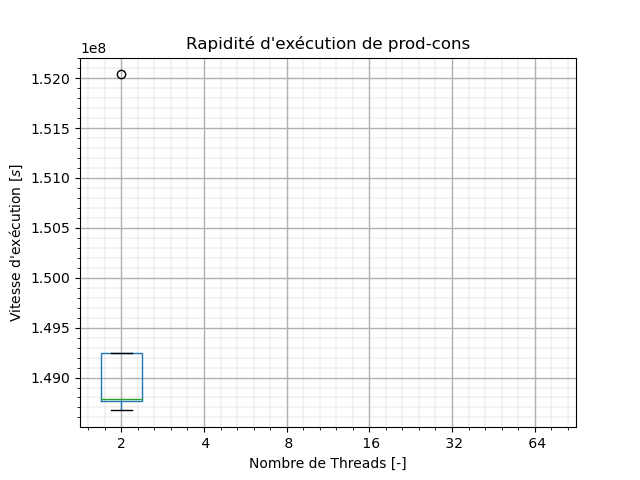 Rapidité d'exécution de prod-cons
1e8
1.520
1.515
1.510
1.505
1.500
1.495
1.490
Vitesse d'exécution [s]
2 4 8 16 32 64
Nombre de Threads [-]